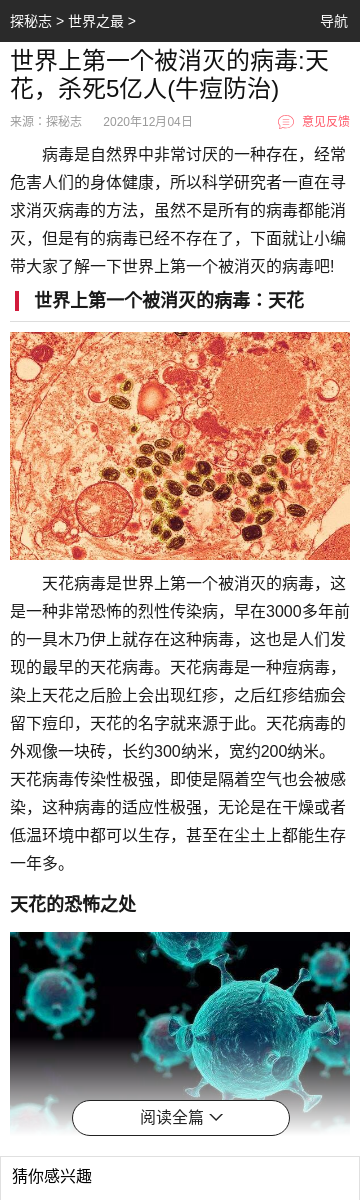 探秘志 > 世界之最 >
导航
世界上第一个被消灭的病毒:天
花，杀死5亿人(牛痘防治)
来源：探秘志 2020年12月04日 意见反馈
病毒是自然界中非常讨厌的一种存在，经常
危害人们的身体健康，所以科学研究者一直在寻
求消灭病毒的方法，虽然不是所有的病毒都能消
灭，但是有的病毒已经不存在了，下面就让小编
带大家了解一下世界上第一个被消灭的病毒吧!
世界上第一个被消灭的病毒：天花
天花病毒是世界上第一个被消灭的病毒，这
是一种非常恐怖的烈性传染病，早在3000多年前
的一具木乃伊上就存在这种病毒，这也是人们发
现的最早的天花病毒。天花病毒是一种痘病毒，
染上天花之后脸上会出现红疹，之后红疹结痂会
留下痘印，天花的名字就来源于此。天花病毒的
外观像一块砖，长约300纳米，宽约200纳米。
天花病毒传染性极强，即使是隔着空气也会被感
染，这种病毒的适应性极强，无论是在干燥或者
低温环境中都可以生存，甚至在尘土上都能生存
一年多。
天花的恐怖之处
阅读全篇
猜你感兴趣